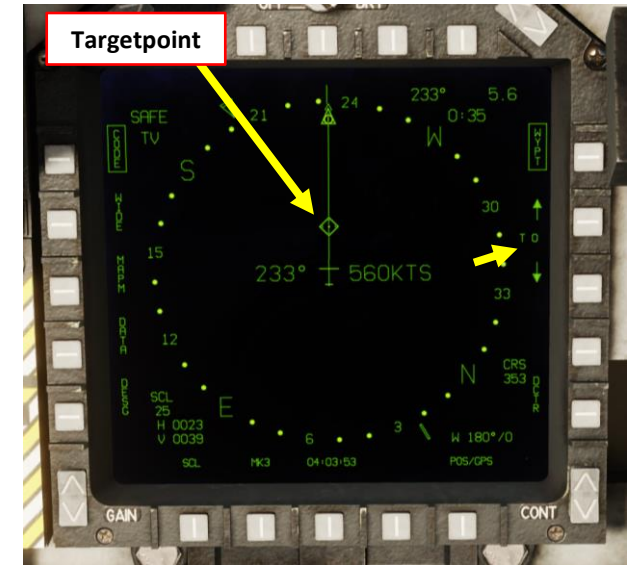 Targetpoint
24
233° 5.6
0:35
SAFE
TV
21
W
S
CODE
WYPT
WIDE
30
T0
15
233° 560KTS
MAPM
33
DATA
12
CRS
353
N
DESG
DCTR
SCL
25
E
H 0023
V 0039
6
3
W 180°/0
SCL MK3 04:03:53 POS/GPS
GAIN
CONT